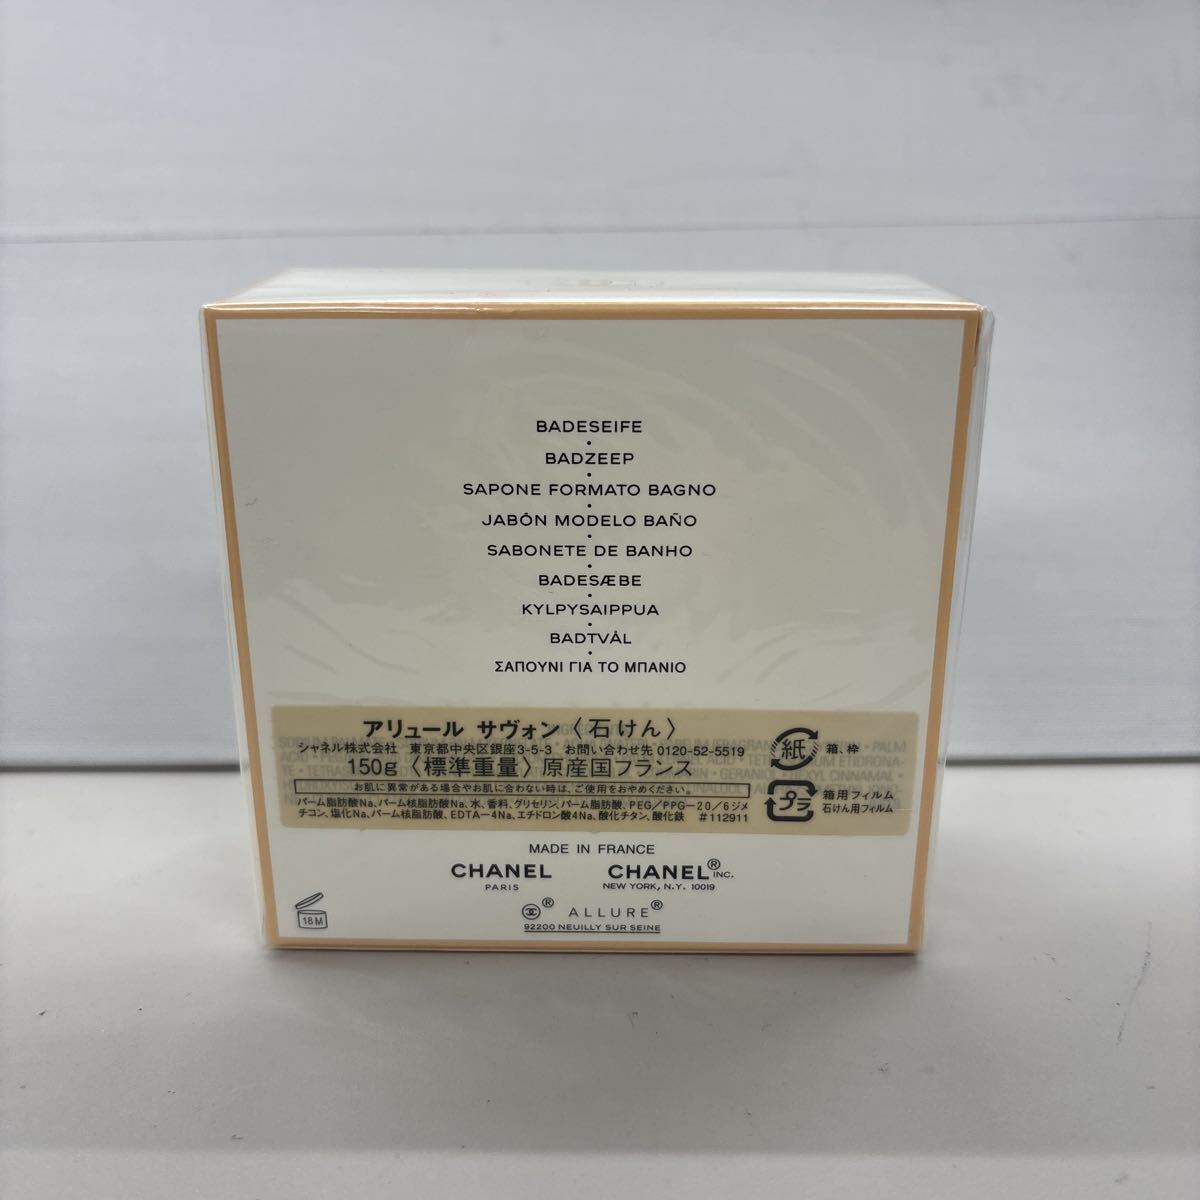 BADESEIFE
BADZEEP
SAPONE FORMATO BAGNO
JABÓN MODELO BAÑO
SABONETE DE BANHO
BADESÆBE
KYLPYSAIPPUA
BADTVÅL
ΣΑΠΟΥΝΙ ΓΙΑ ΤΟ ΜΠΑΝΙΟ
アリュール サヴォン〈石けん〉
シャネル株式会社 東京都中央区銀座3-5-3 お問い合わせ先 0120-52-5519
150g〈標準重量〉原産国フランス
お肌に異常がある場合やお肌に合わない時は、ご使用をおやめください。
パーム脂肪酸Na、パーム核脂肪酸Na、水、香料、グリセリン、パーム脂肪酸、PEG/PPG-20/6ジメ
チコン、塩化Na、パーム核脂肪酸、EDTA-4Na、エチドロン酸4Na、酸化チタン、酸化鉄 #112911
紙 箱、枠
プラ 箱用フィルム
石けん用フィルム
MADE IN FRANCE
CHANEL CHANEL® INC.
PARIS NEW YORK, N.Y. 10019
® ALLURE®
92200 NEUILLY SUR SEINE
18M